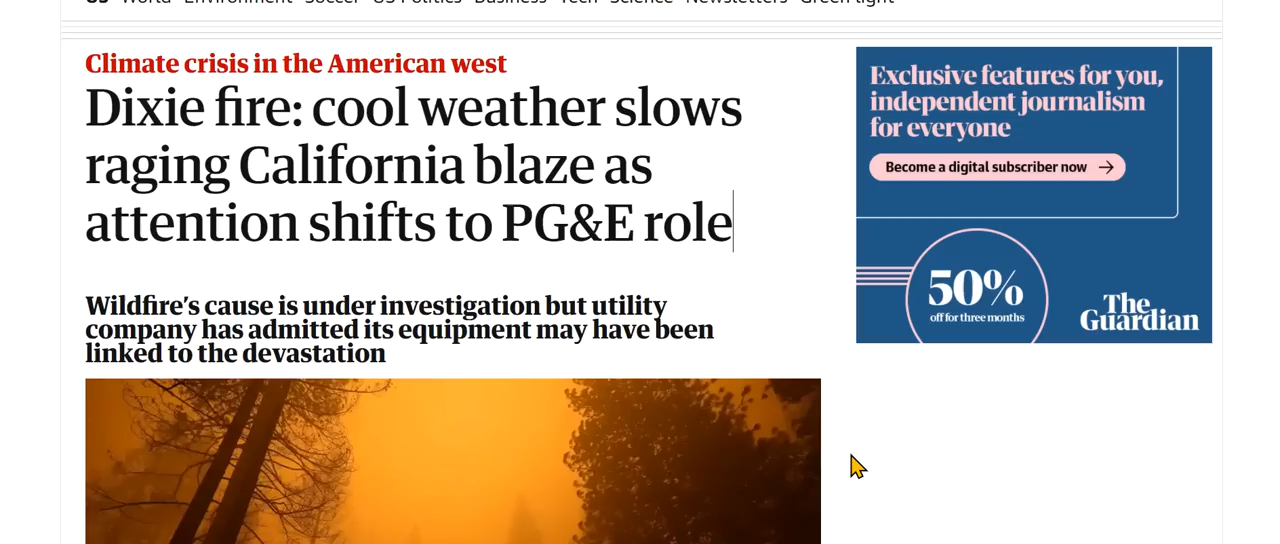 US World Environment Soccer US Politics Business Tech Science Newsletters Green light
Climate crisis in the American west
Dixie fire: cool weather slows
raging California blaze as
attention shifts to PG&E role
Wildfire’s cause is under investigation but utility
company has admitted its equipment may have been
linked to the devastation
Exclusive features for you,
independent journalism
for everyone
Become a digital subscriber now
50%
off for three months
The
Guardian